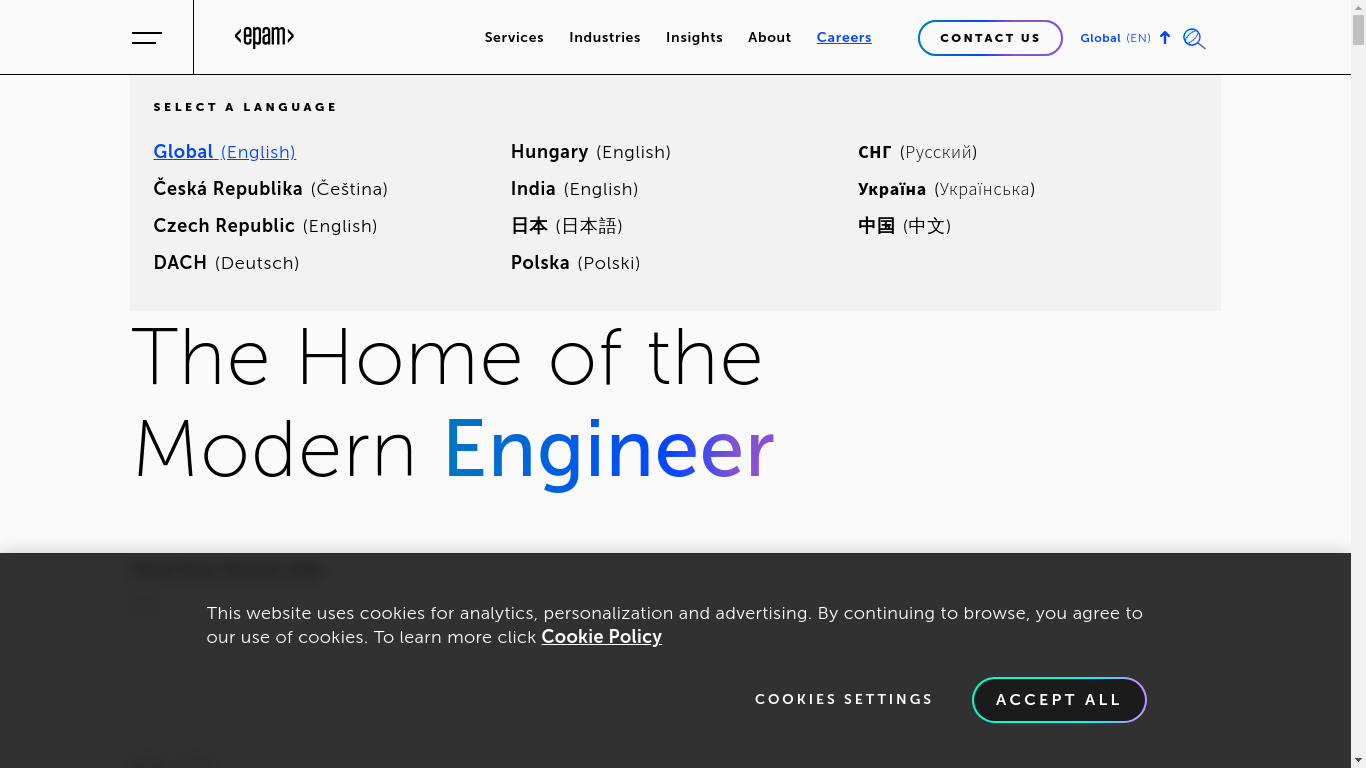 <epam>
Services Industries Insights About Careers CONTACT US Global (EN)
SELECT A LANGUAGE
Global (English)
Česká Republika (Čeština)
Czech Republic (English)
DACH (Deutsch)
Hungary (English)
India (English)
日本 (日本語)
Polska (Polski)
СНГ (Русский)
Україна (Українська)
中国 (中文)
The Home of the
Modern Engineer
This website uses cookies for analytics, personalization and advertising. By continuing to browse, you agree to
our use of cookies. To learn more click Cookie Policy
COOKIES SETTINGS ACCEPT ALL